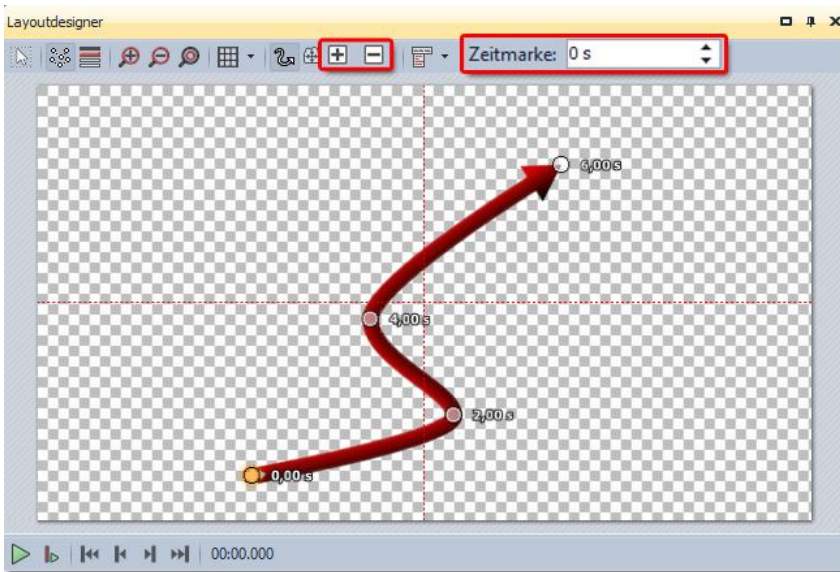 Layoutdesigner
Zeitmarke: 0 s
6,00 s
4,00 s
2,00 s
0,00 s
00:00.000